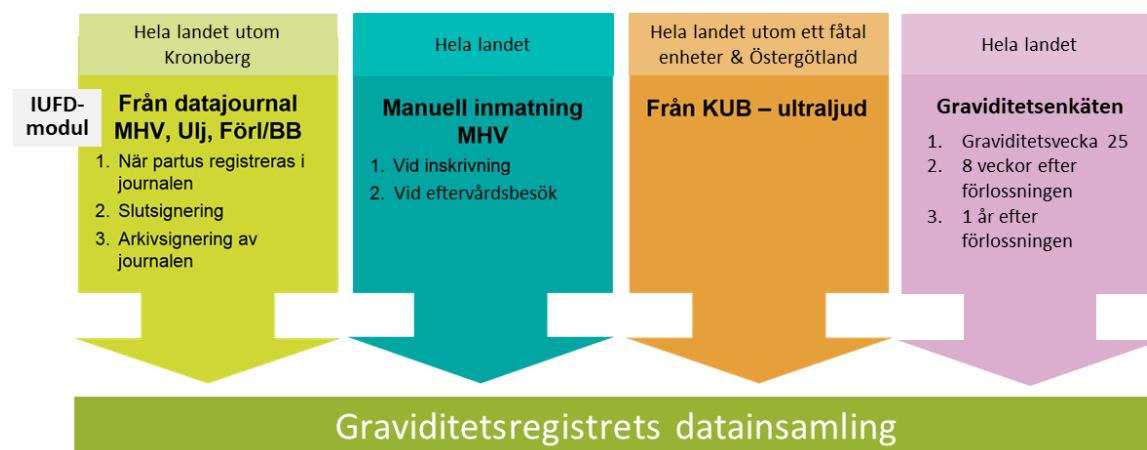 Hela landet utom
Kronoberg
IUFD-
modul
Från datajournal
MHV, Ulj, Förl/BB
1. När partus registreras i
journalen
2. Slutsignering
3. Arkivsignering av
journalen
Hela landet
Manuell inmatning
MHV
1. Vid inskrivning
2. Vid eftervårdsbesök
Hela landet utom ett fåtal
enheter & Östergötland
Från KUB – ultraljud
Hela landet
Graviditetsenkäten
1. Graviditetsvecka 25
2. 8 veckor efter
förlossningen
3. 1 år efter
förlossningen
Graviditetsregistrets datainsamling